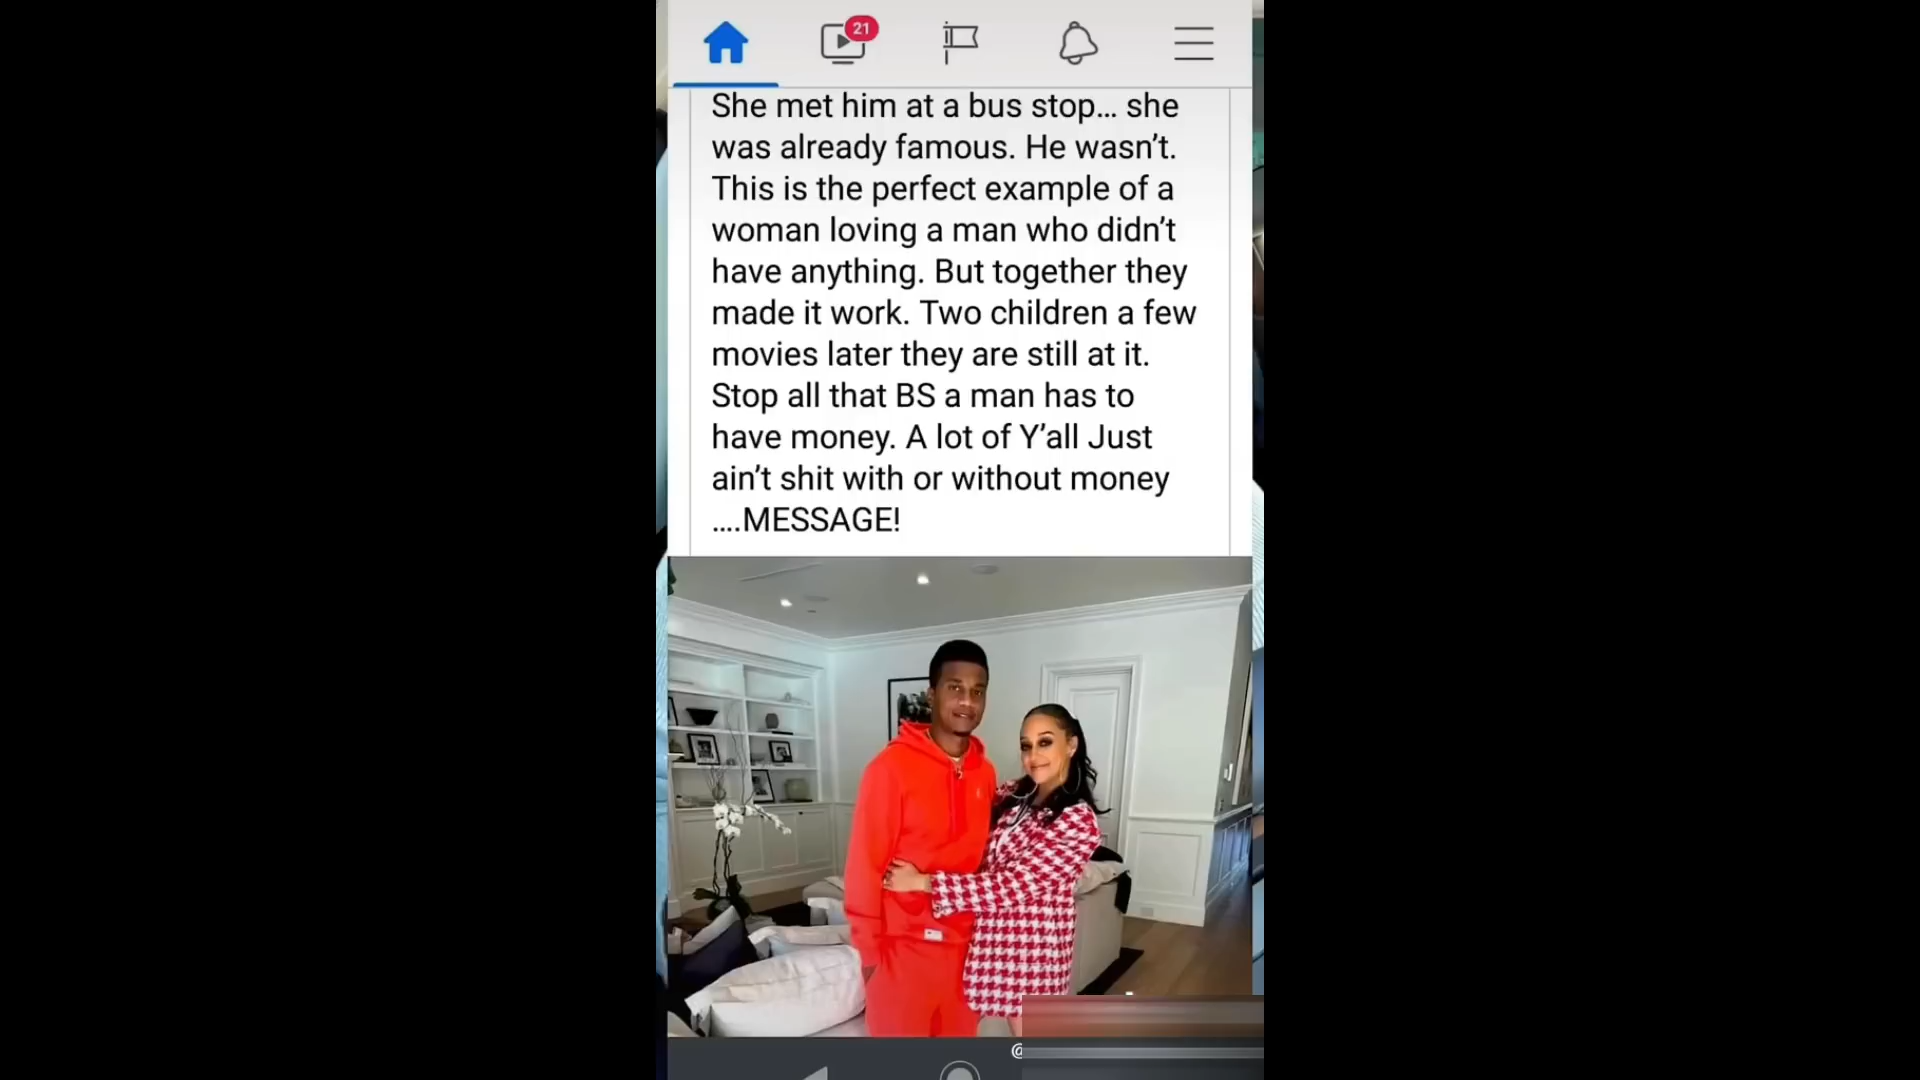 21
She met him at a bus stop... she
was already famous. He wasn’t.
This is the perfect example of a
woman loving a man who didn’t
have anything. But together they
made it work. Two children a few
movies later they are still at it.
Stop all that BS a man has to
have money. A lot of Y’all Just
ain’t shit with or without money
....MESSAGE!
@